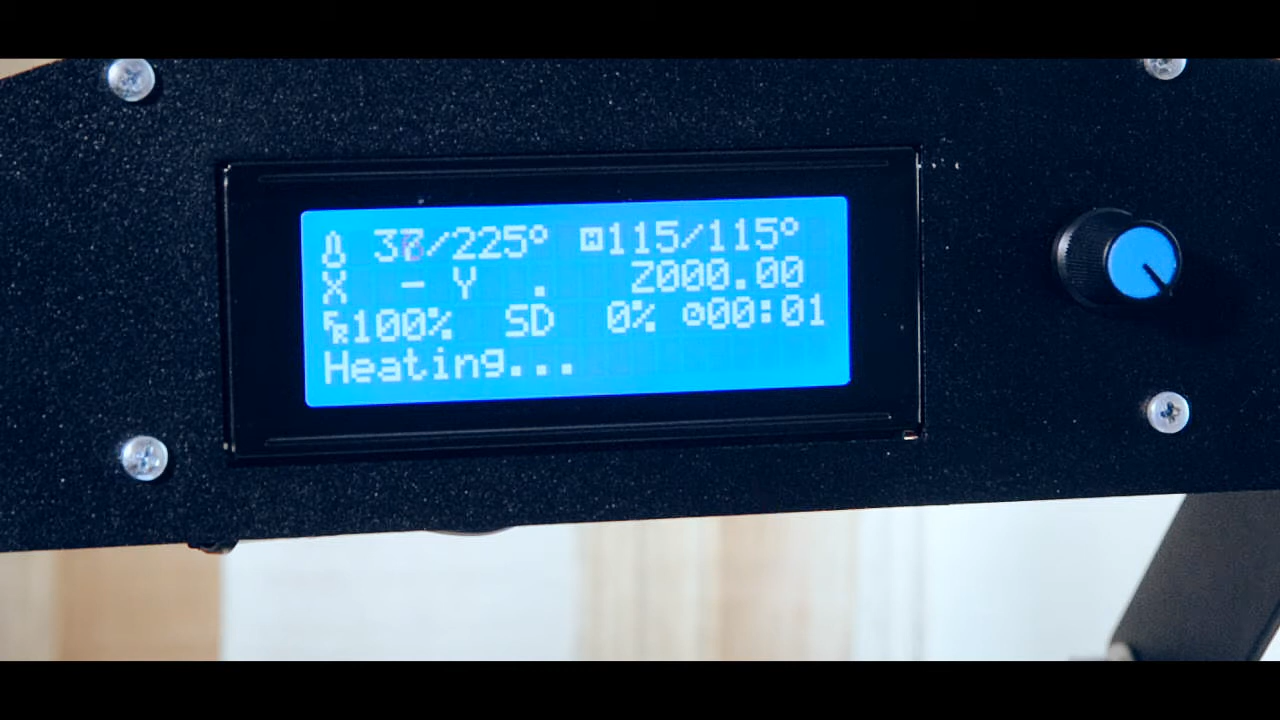 /225° 115/115°
X - Y . Z000.00
100% SD 0% 00:01
Heating...